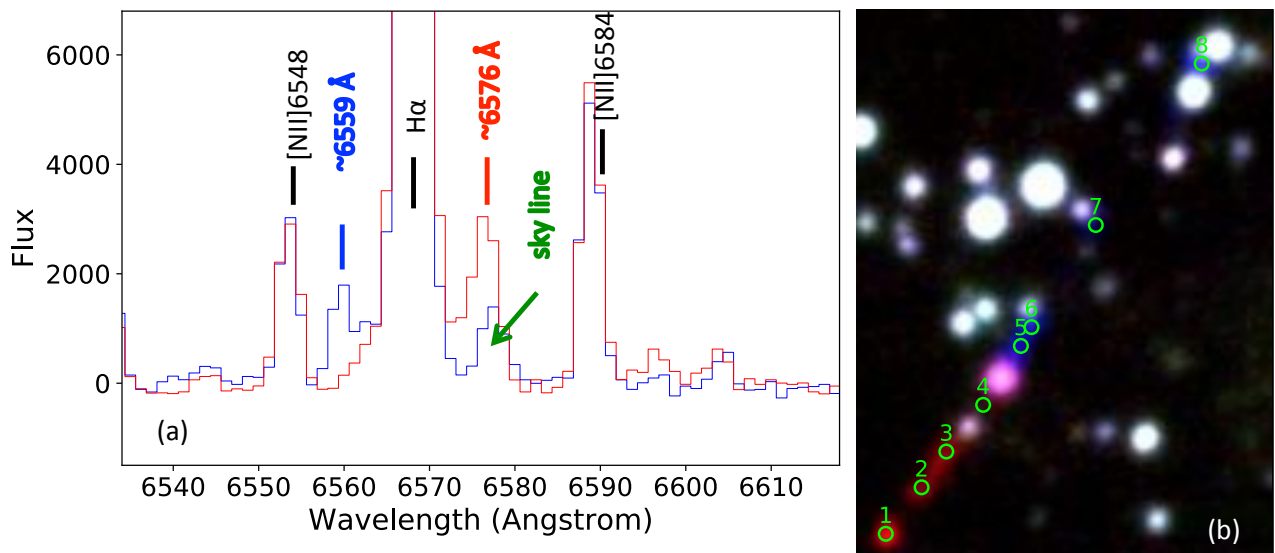 6000
4000
2000
0
Flux
[NII]6548
~6559 Å
Hα
~6576 Å
sky line
[NII]6584
(a)
6540 6550 6560 6570 6580 6590 6600 6610
Wavelength (Angstrom)
8
7
6
5
4
3
2
1
(b)